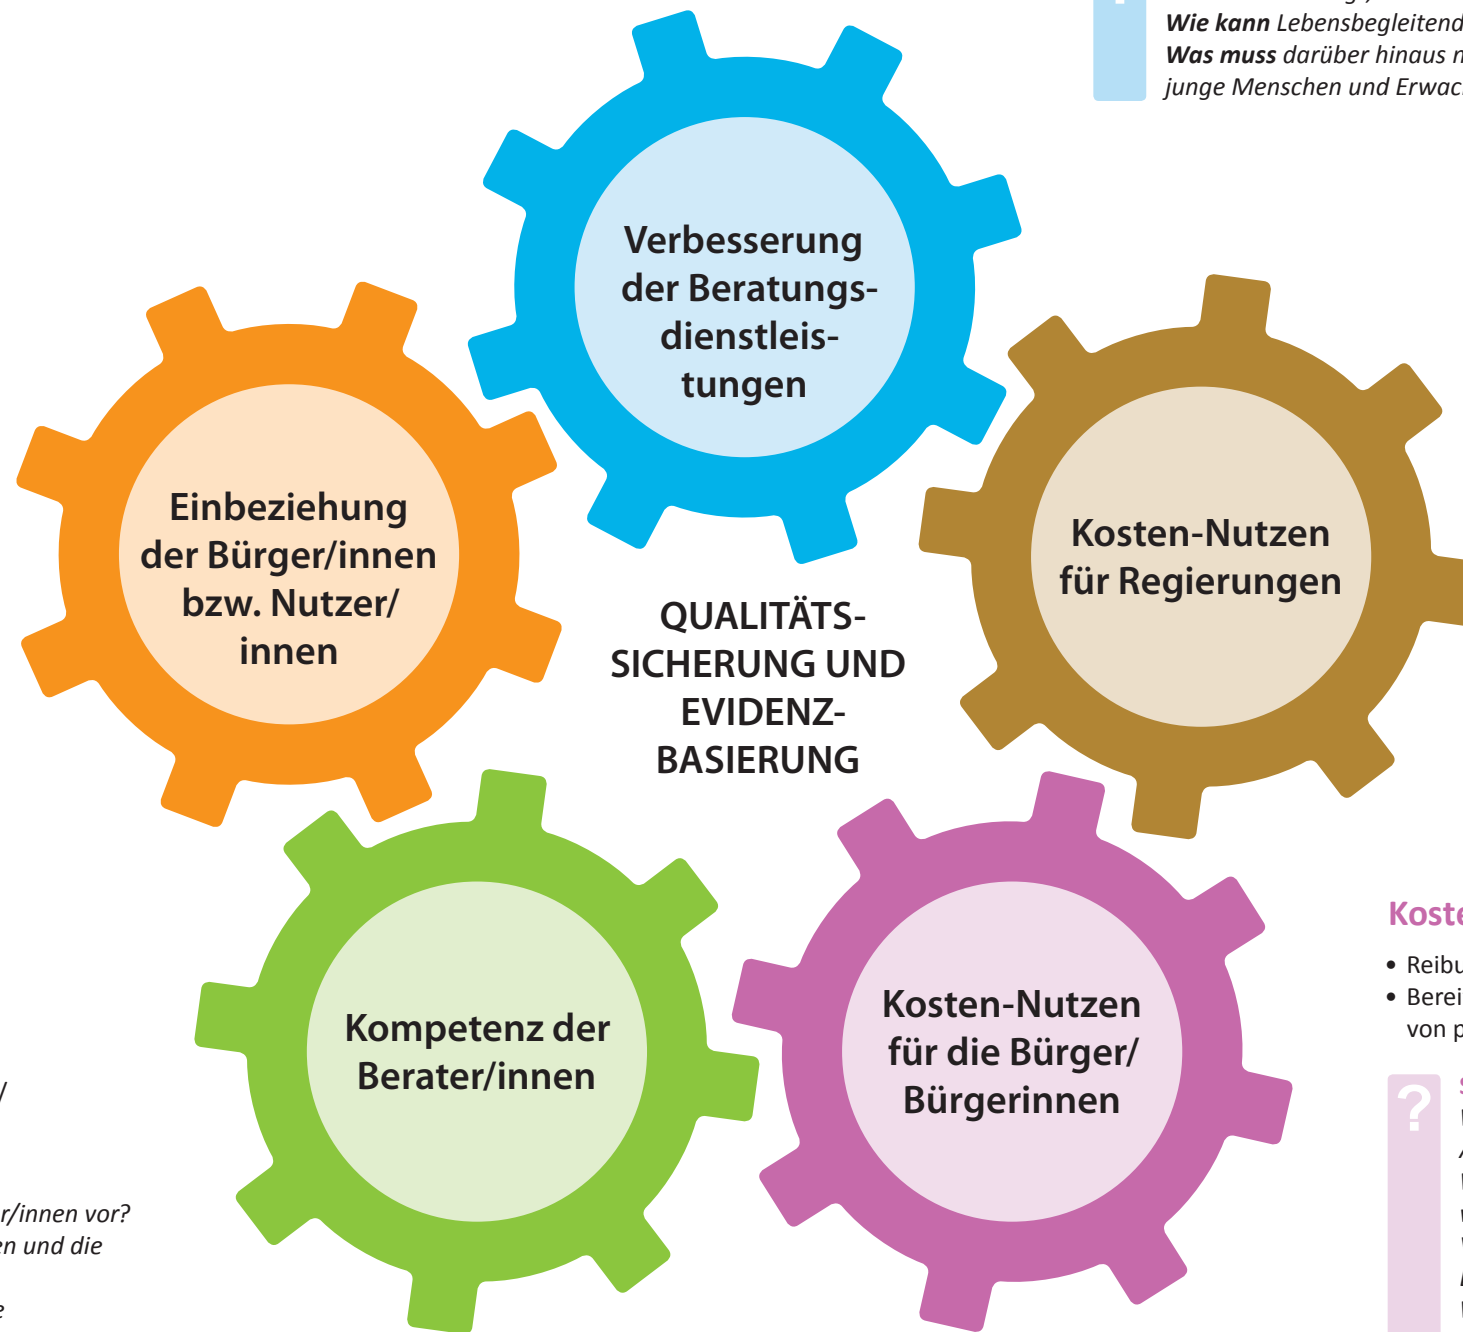 Wie kann Lebensbegleitend
Was muss darüber hinaus
junge Menschen und
Verbesserung
der Beratungs-
dienstleis-
tungen
Einbeziehung
der Bürger/innen
bzw. Nutzer/
innen
Kosten-Nutzen
für Regierungen
QUALITÄTS-
SICHERUNG UND
EVIDENZ-
BASIERUNG
Kompetenz der
Berater/innen
Kosten-Nutzen
für die Bürger/
Bürgerinnen
• 
• 
von
?
/
r/innen vor?
en und die
e